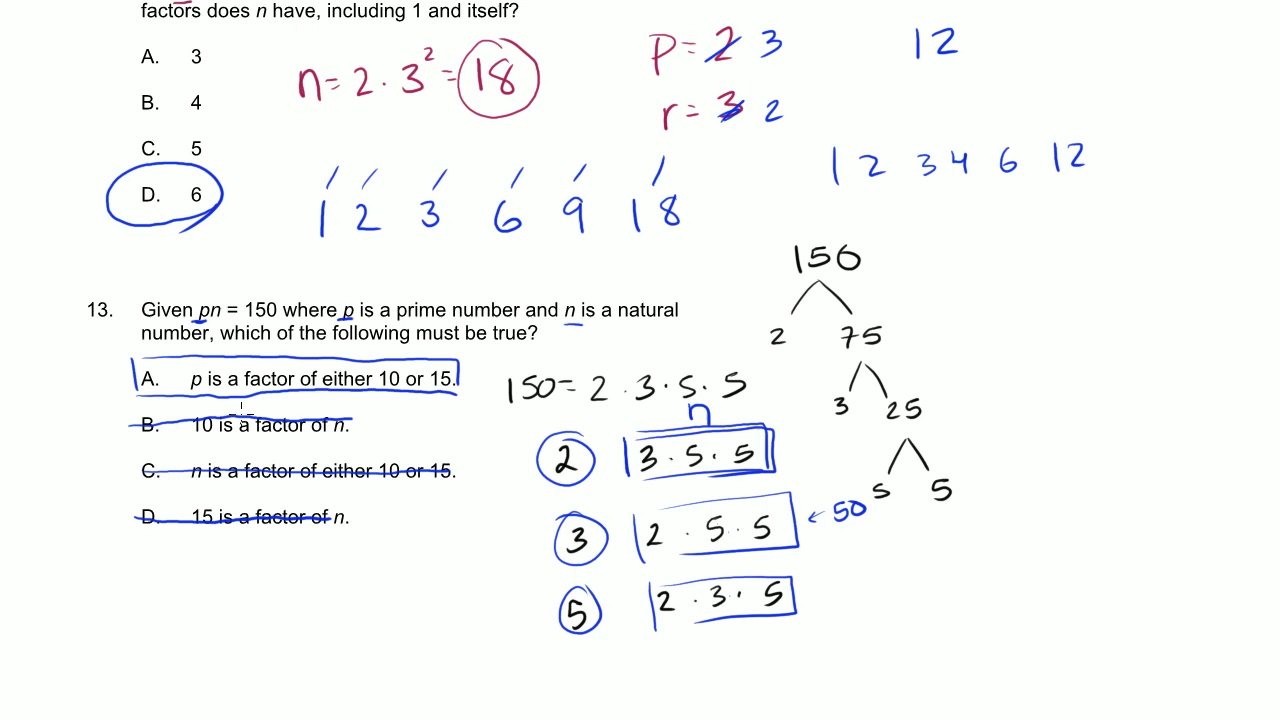 factors does n have, including 1 and itself?
A. 3
B. 4
C. 5
D. 6
n = 2 · 3² = 18
p = 2 3
r = 3 2
12
1 2 3 4 6 12
1 2 3 6 9 18
150
2 75
3 25
5 5
13. Given pn = 150 where p is a prime number and n is a natural
number, which of the following must be true?
A. p is a factor of either 10 or 15.
B. 10 is a factor of n.
C. n is a factor of either 10 or 15.
D. 15 is a factor of n.
150 = 2 · 3 · 5 · 5
n
2 3 · 5 · 5
3 2 · 5 · 5 ← 50
5 2 · 3 · 5